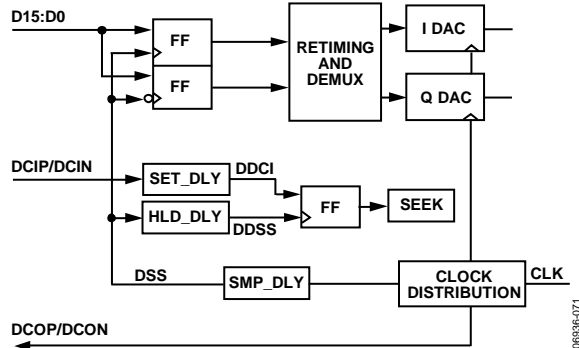 D15:D0
FF
FF
RETIMING
AND
DEMUX
I DAC
Q DAC
DCIP/DCIN
SET_DLY
DDCI
HLD_DLY
DDSS
FF
SEEK
DSS
SMP_DLY
CLOCK
DISTRIBUTION
CLK
DCOP/DCON
06936-071